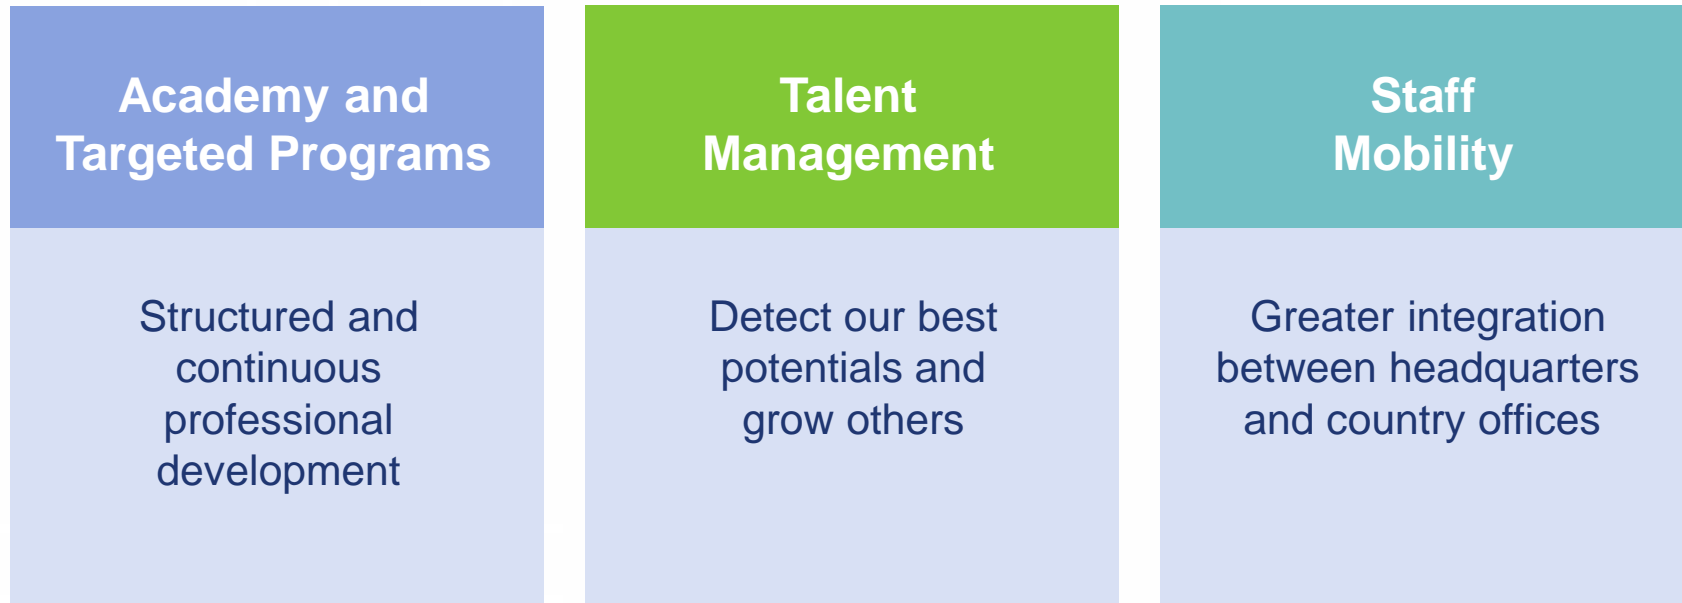 Academy and
Targeted Programs
Structured and
continuous
professional
development
Talent
Management
Detect our best
potentials and
grow others
Staff
Mobility
Greater integration
between headquarters
and country offices